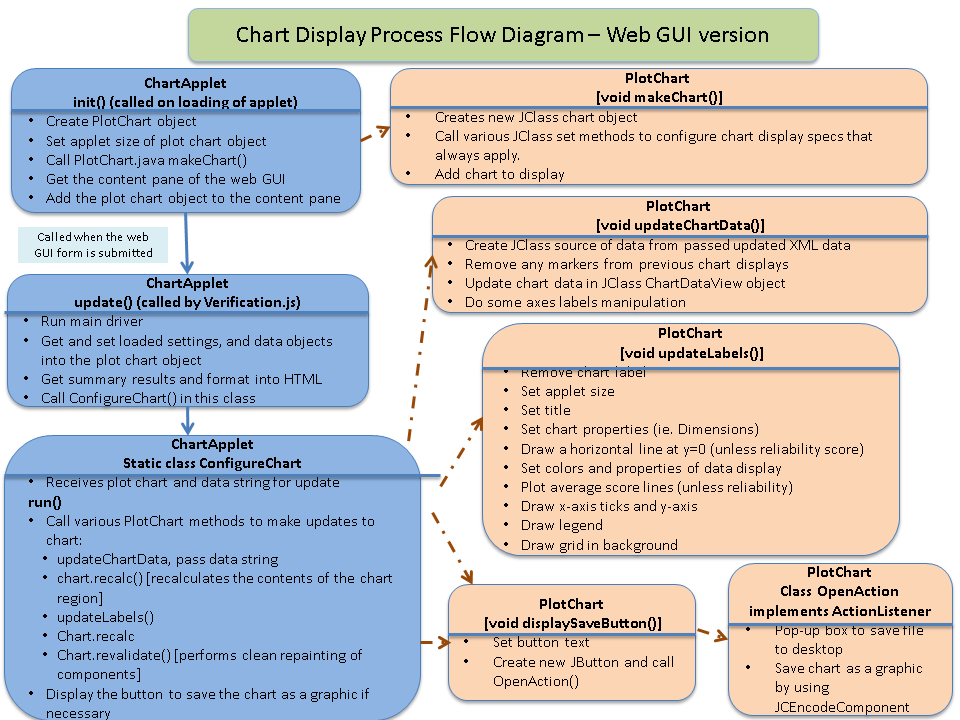 Chart Display Process Flow Diagram – Web GUI version
ChartApplet
init() (called on loading of applet)
• Create PlotChart object
• Set applet size of plot chart object
• Call PlotChart.java makeChart()
• Get the content pane of the web GUI
• Add the plot chart object to the content pane
PlotChart
[void makeChart()]
• Creates new JClass chart object
• Call various JClass set methods to configure chart display specs that
always apply.
• Add chart to display
Called when the web
GUI form is submitted
PlotChart
[void updateChartData()]
• Create JClass source of data from passed updated XML data
• Remove any markers from previous chart displays
• Update chart data in JClass ChartDataView object
• Do some axes labels manipulation
ChartApplet
update() (called by Verification.js)
• Run main driver
• Get and set loaded settings, and data objects
into the plot chart object
• Get summary results and format into HTML
• Call ConfigureChart() in this class
PlotChart
[void updateLabels()]
• Remove chart label
• Set applet size
• Set title
• Set chart properties (ie. Dimensions)
• Draw a horizontal line at y=0 (unless reliability score)
• Set colors and properties of data display
• Plot average score lines (unless reliability)
• Draw x-axis ticks and y-axis
• Draw legend
• Draw grid in background
ChartApplet
Static class ConfigureChart
• Receives plot chart and data string for update
run()
• Call various PlotChart methods to make updates to
chart:
• updateChartData, pass data string
• chart.recalc() [recalculates the contents of the chart
region]
• updateLabels()
• Chart.recalc
• Chart.revalidate() [performs clean repainting of
components]
• Display the button to save the chart as a graphic if
necessary
PlotChart
[void displaySaveButton()]
• Set button text
• Create new JButton and call
OpenAction()
PlotChart
Class OpenAction
implements ActionListener
• Pop-up box to save file
to desktop
• Save chart as a graphic
by using
JCEncodeComponent